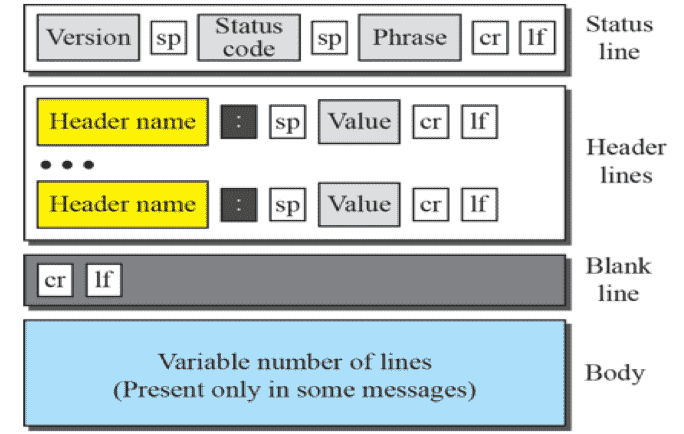 Version sp Status code sp Phrase cr lf
Status line
Header name : sp Value cr lf
• • •
Header name : sp Value cr lf
Header lines
cr lf
Blank line
Variable number of lines
(Present only in some messages)
Body